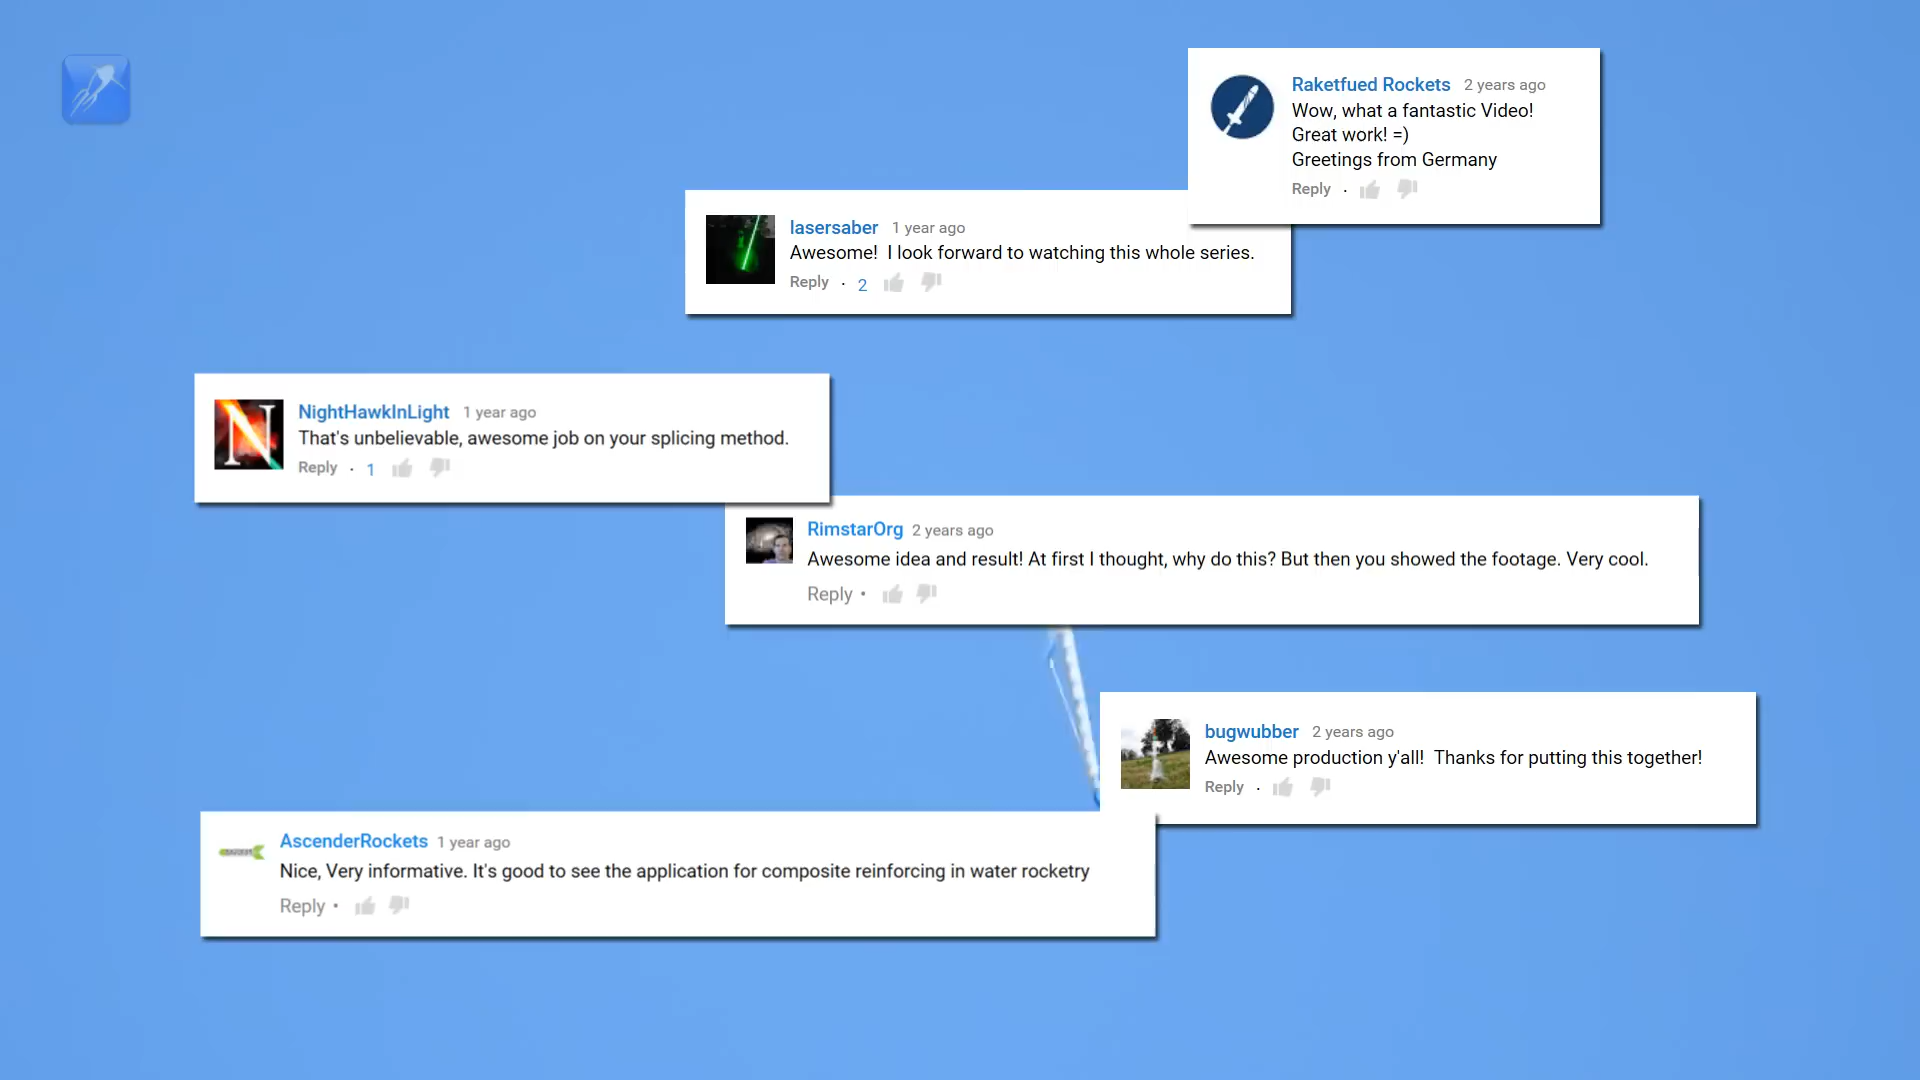 Raketfued Rockets 2 years ago
Wow, what a fantastic Video!
Great work! =)
Greetings from Germany
Reply ·
lasersaber 1 year ago
Awesome!  I look forward to watching this whole series.
Reply · 2
NightHawkInLight 1 year ago
That's unbelievable, awesome job on your splicing method.
Reply · 1
RimstarOrg 2 years ago
Awesome idea and result! At first I thought, why do this? But then you showed the footage. Very cool.
Reply •
bugwubber 2 years ago
Awesome production y'all!  Thanks for putting this together!
Reply ·
AscenderRockets 1 year ago
Nice, Very informative. It's good to see the application for composite reinforcing in water rocketry
Reply •